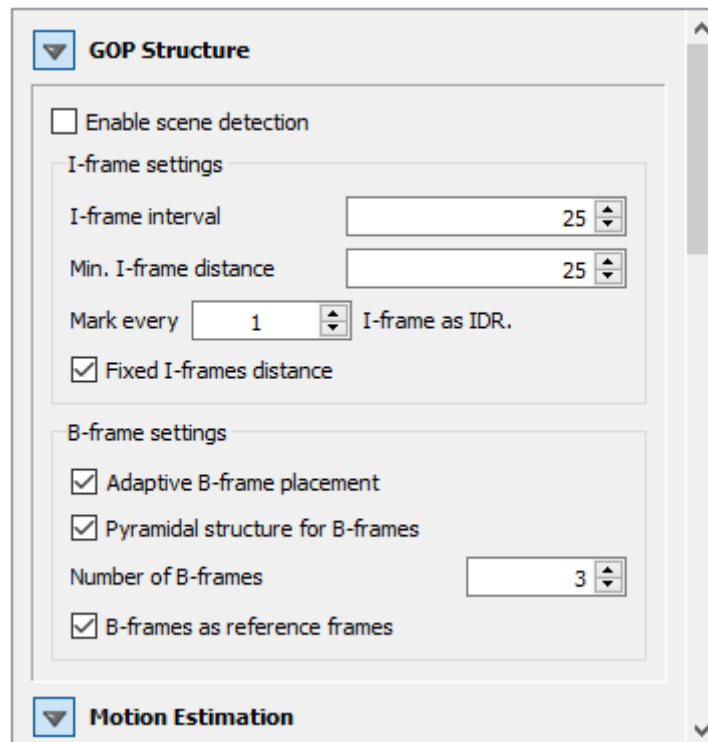 GOP Structure
Enable scene detection
I-frame settings
I-frame interval 25
Min. I-frame distance 25
Mark every 1 I-frame as IDR.
Fixed I-frames distance
B-frame settings
Adaptive B-frame placement
Pyramidal structure for B-frames
Number of B-frames 3
B-frames as reference frames
Motion Estimation